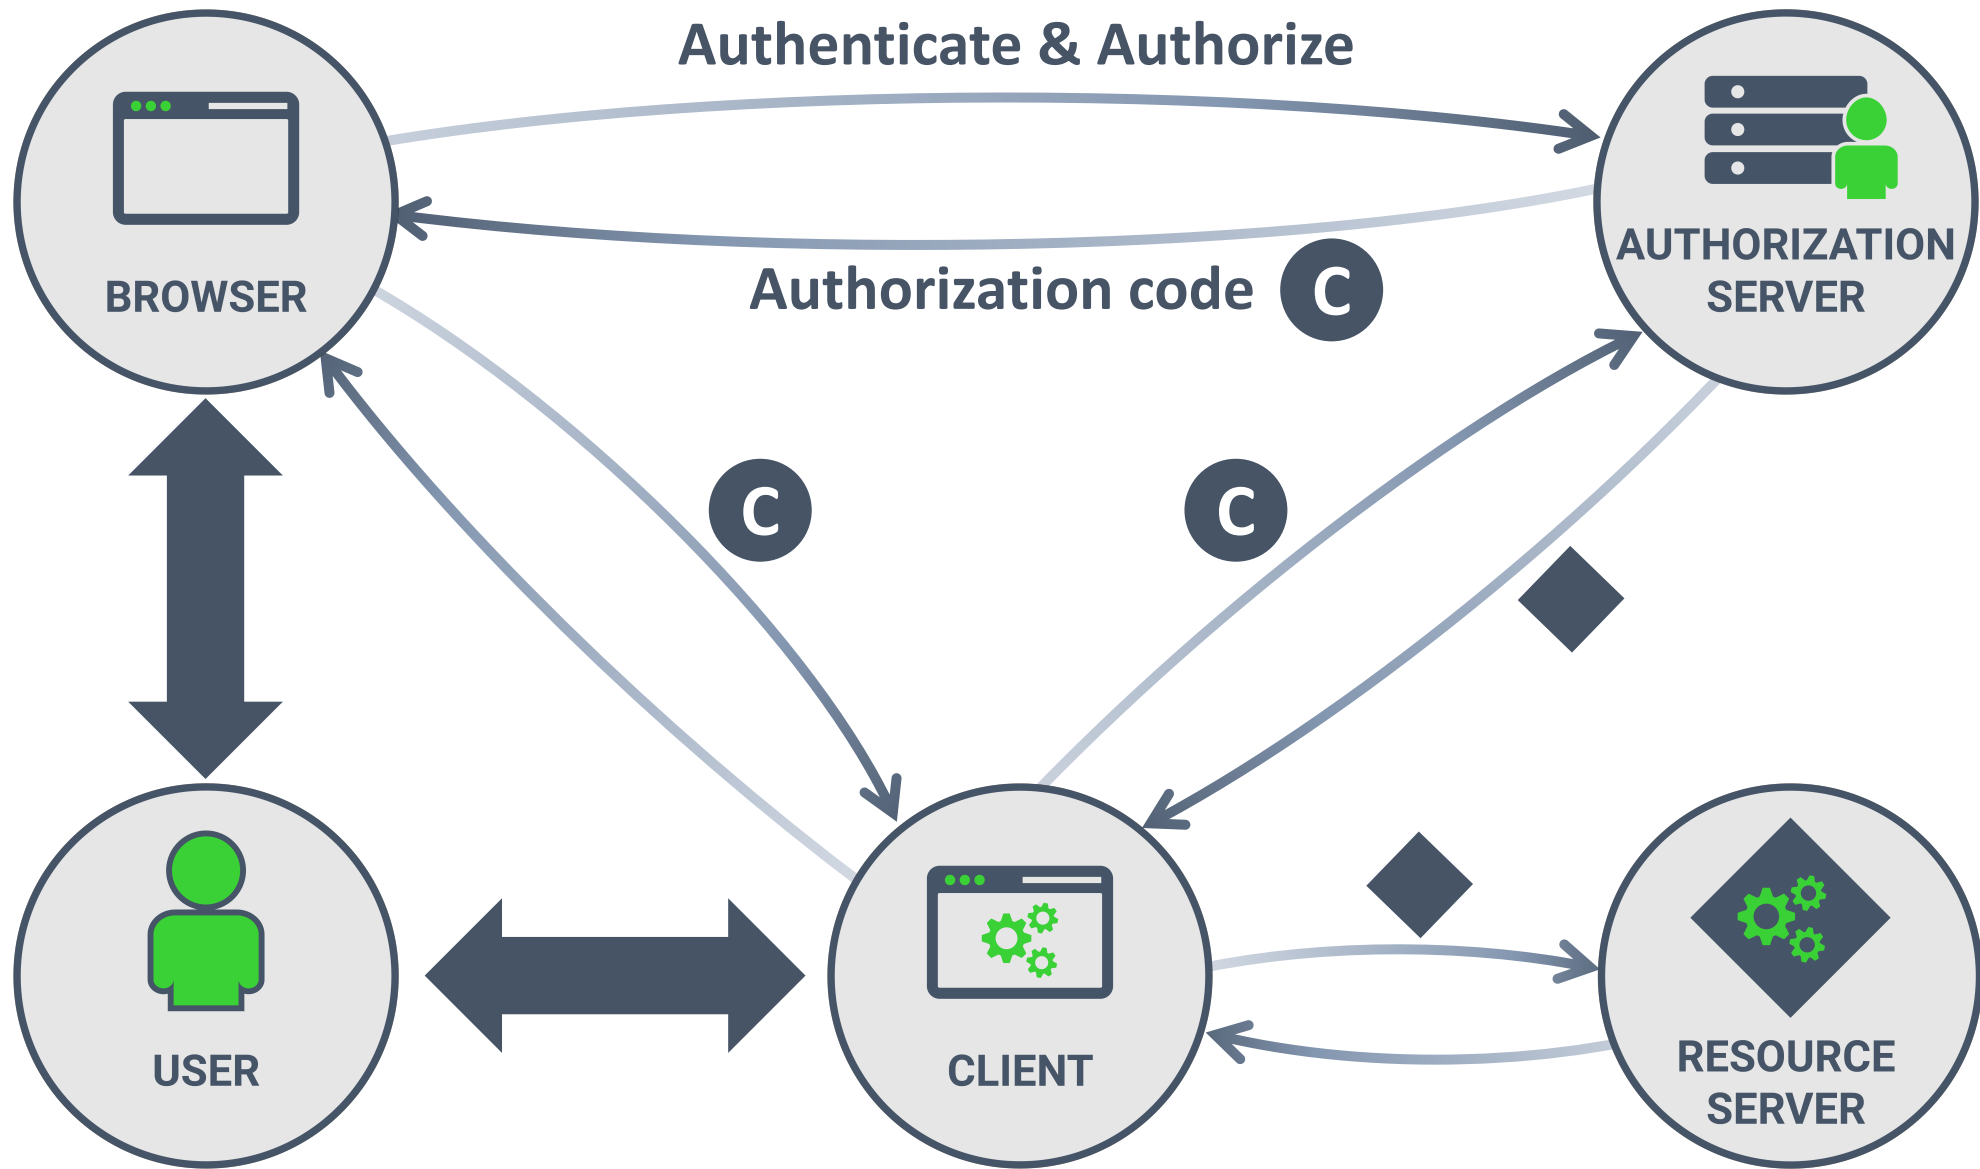 Authenticate & Authorize
BROWSER
AUTHORIZATION
SERVER
Authorization code C
C
C
USER
CLIENT
RESOURCE
SERVER